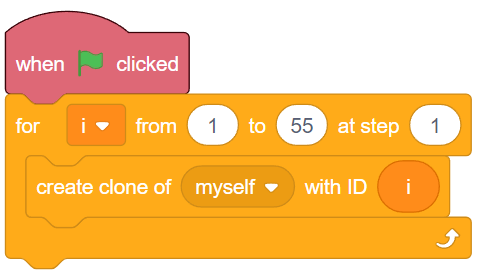 when clicked
for i from 1 to 55 at step 1
create clone of myself with ID i